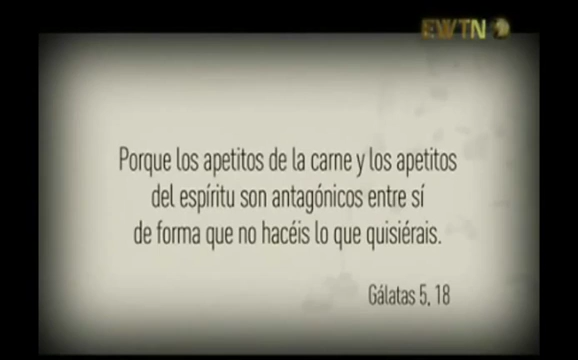 EWTN
Porque los apetitos de la carne y los apetitos
del espíritu son antagónicos entre sí
de forma que no hacéis lo que quisiérais.
Gálatas 5, 18